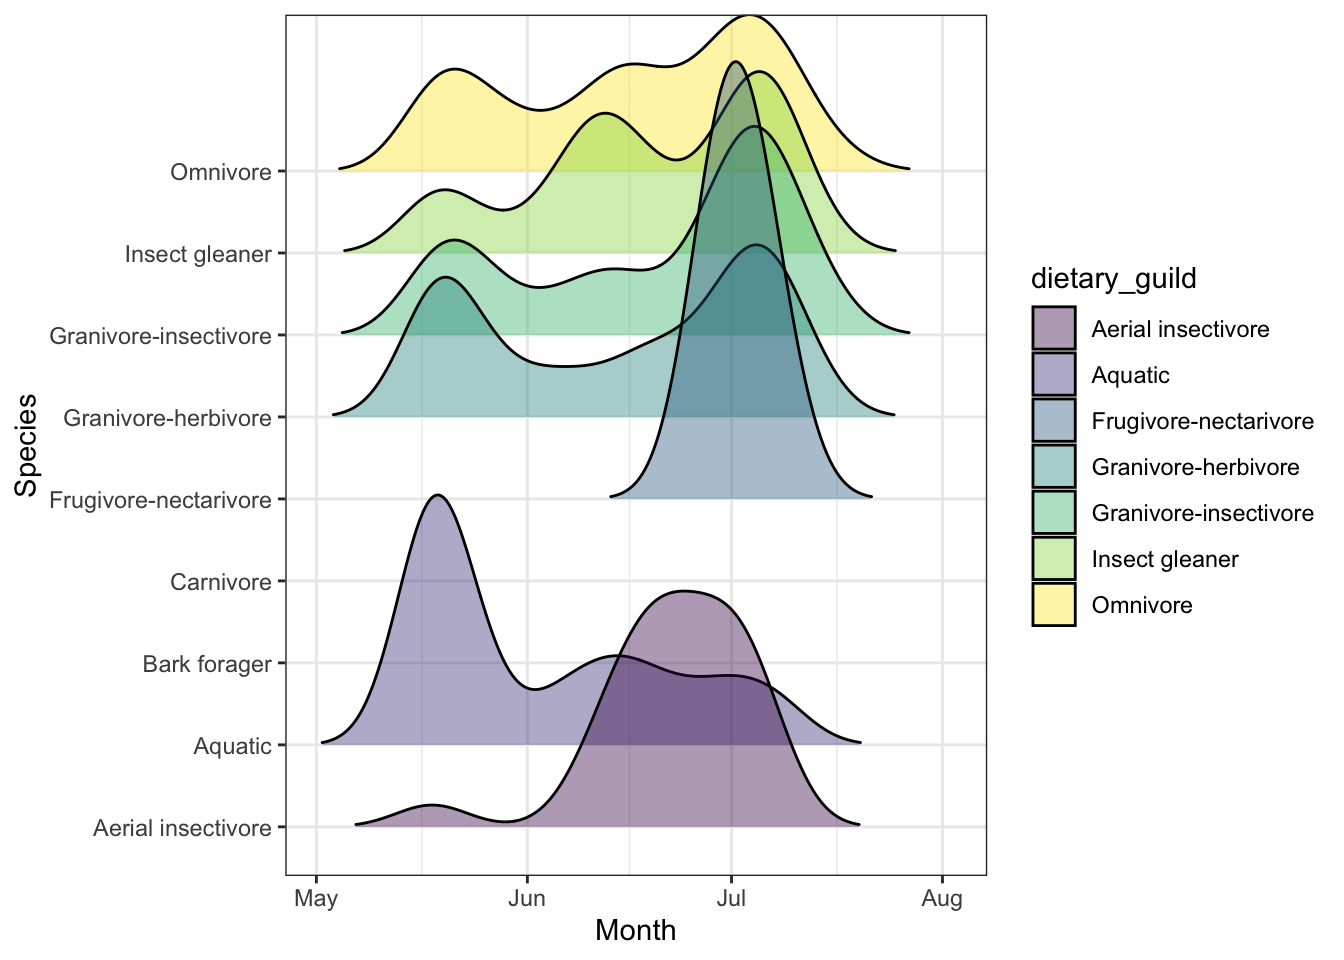 Species
Omnivore
Insect gleaner
Granivore-insectivore
Granivore-herbivore
Frugivore-nectarivore
Carnivore
Bark forager
Aquatic
Aerial insectivore
May Jun Jul Aug
Month
dietary_guild
Aerial insectivore
Aquatic
Frugivore-nectarivore
Granivore-herbivore
Granivore-insectivore
Insect gleaner
Omnivore